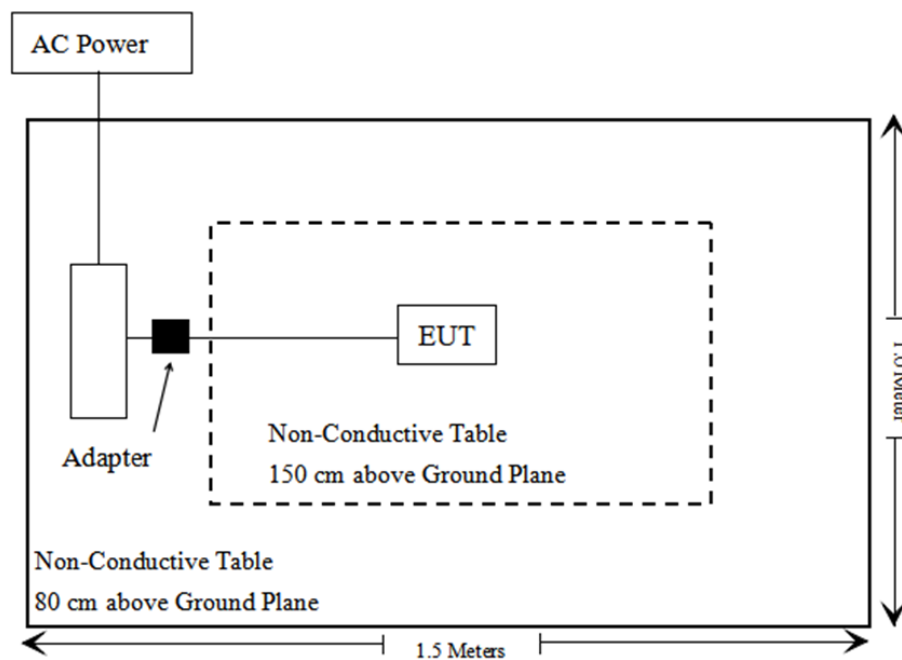 AC Power
EUT
Adapter
Non-Conductive Table
150 cm above Ground Plane
Non-Conductive Table
80 cm above Ground Plane
1.5 Meters